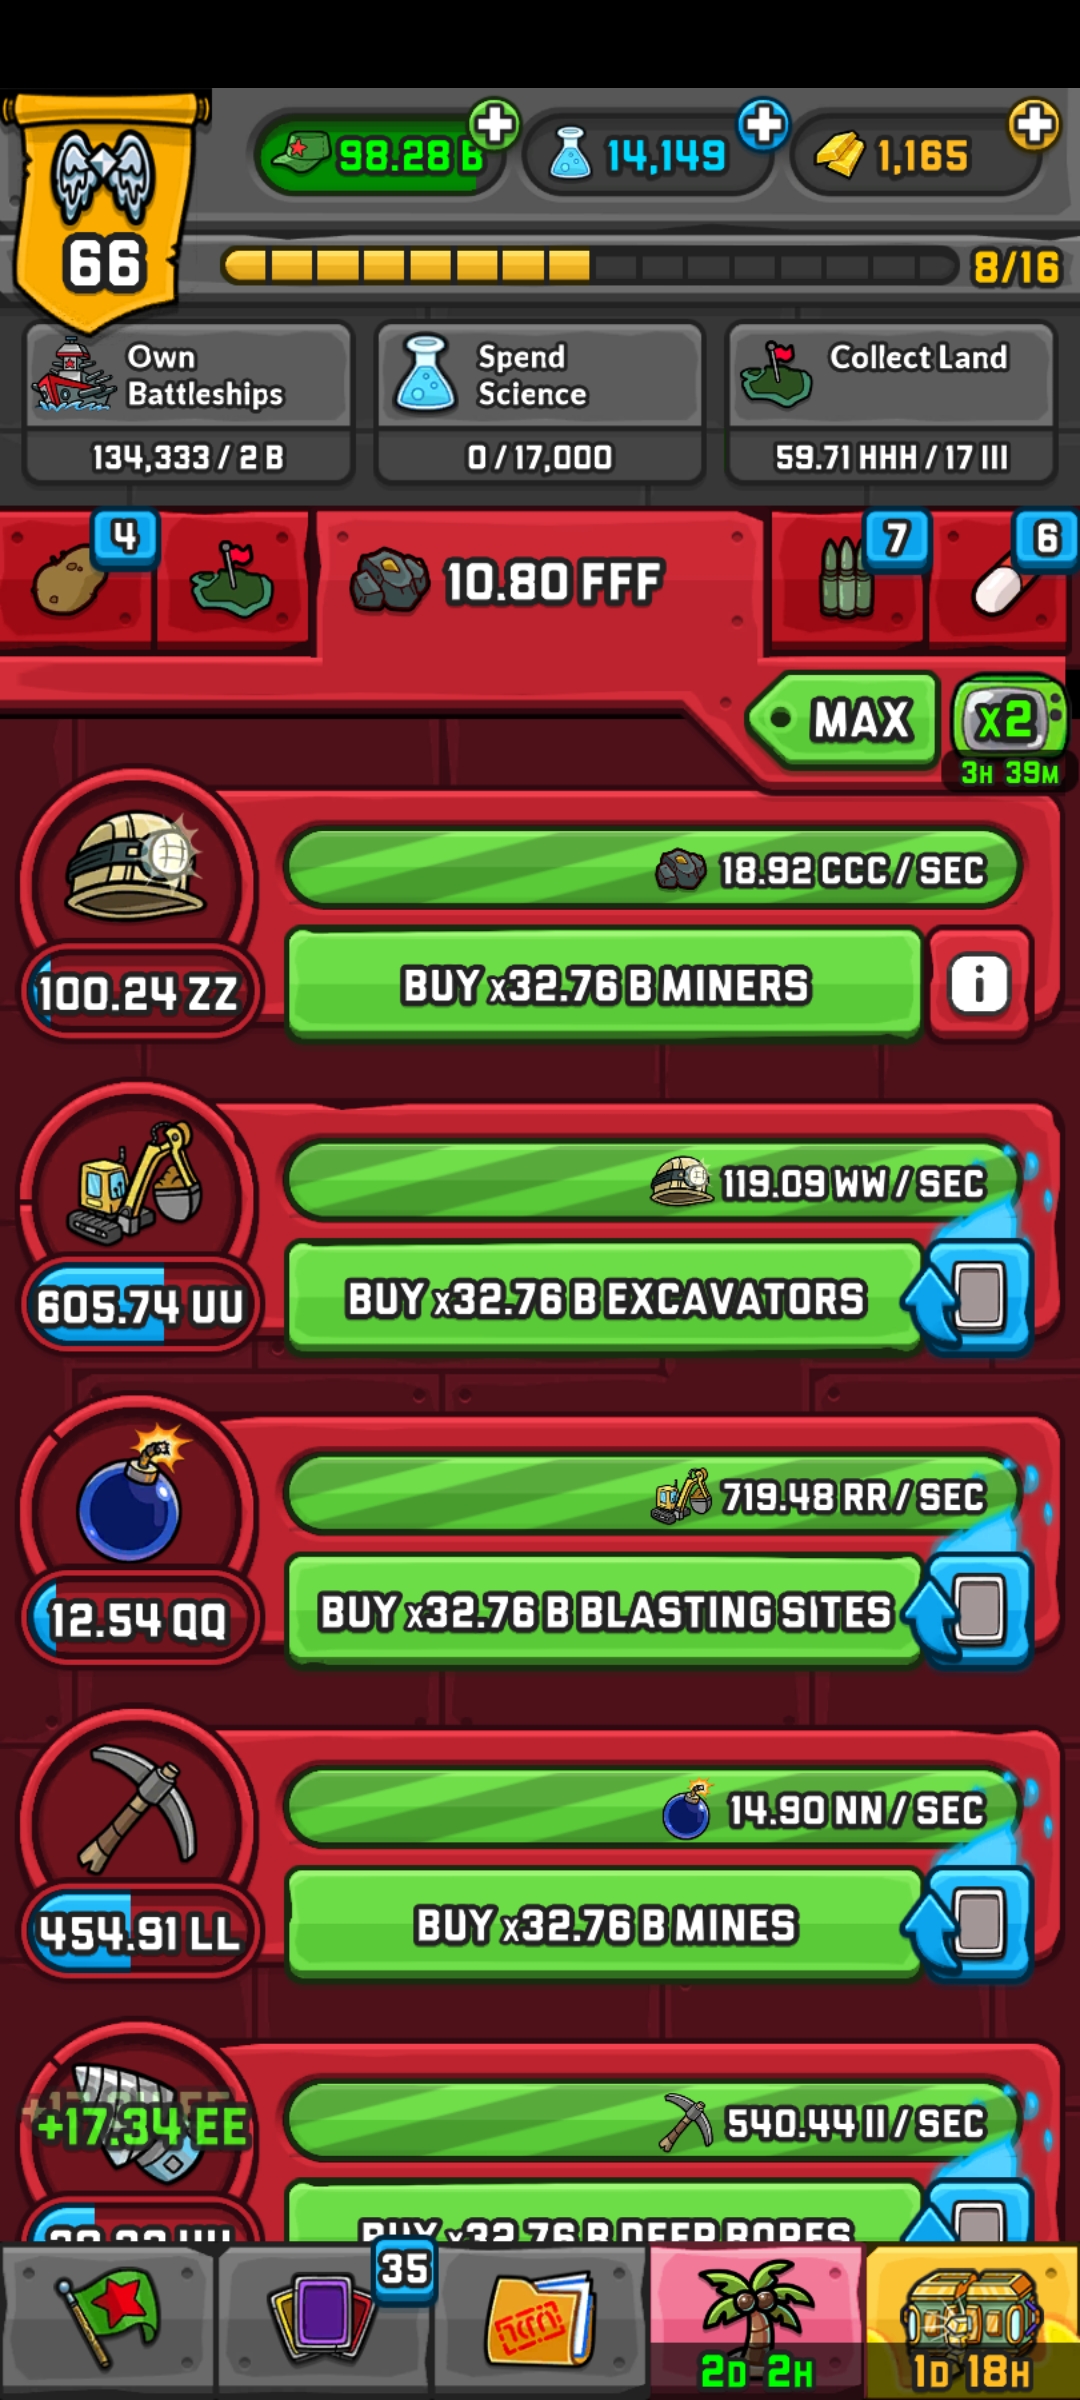 98.28 B
14,149
1,165
66
8/16
Own
Battleships
134,333 / 2 B
Spend
Science
0 / 17,000
Collect Land
59.71 HHH / 17 III
4
10.80 FFF
7
6
MAX
x2
3H 39M
18.92 CCC / SEC
100.24 ZZ
BUY x32.76 B MINERS
i
119.09 WW / SEC
605.74 UU
BUY x32.76 B EXCAVATORS
719.48 RR / SEC
12.54 QQ
BUY x32.76 B BLASTING SITES
14.90 NN / SEC
454.91 LL
BUY x32.76 B MINES
+17.34 EE
540.44 II / SEC
BUY x32.76 B DEEP BORES
35
2D 2H
1D 18H